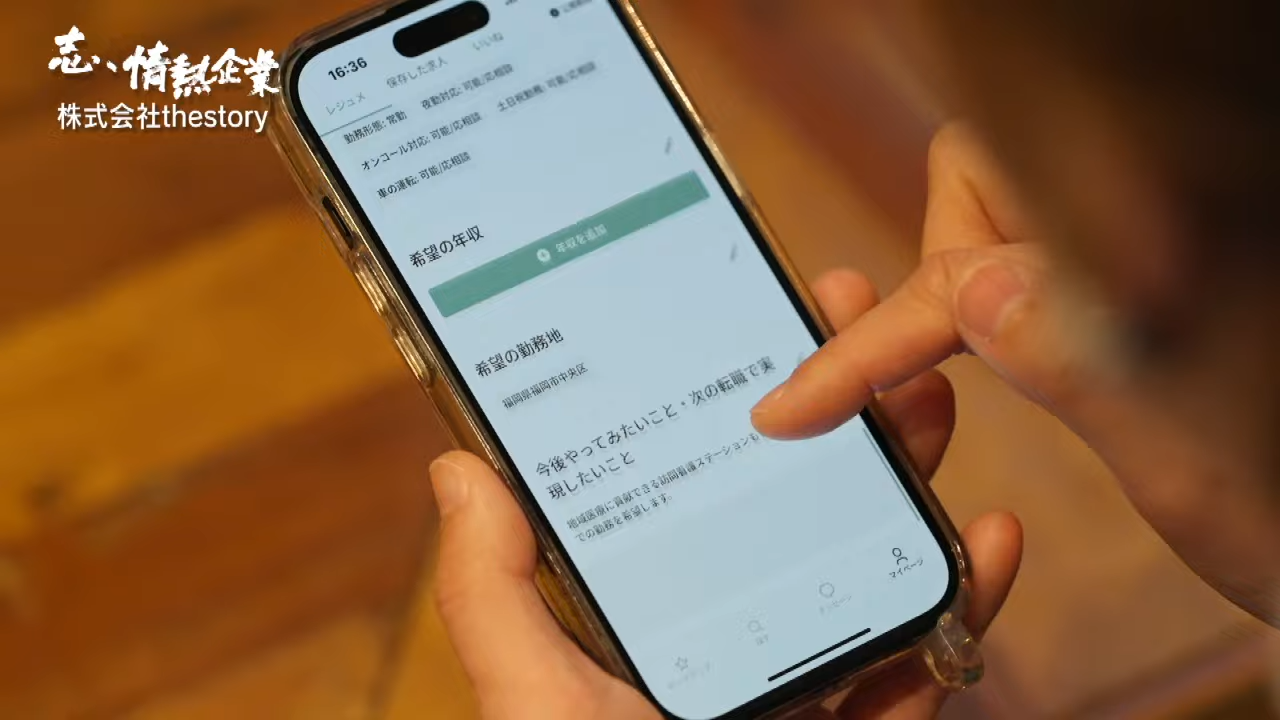 志、情熱企業
株式会社thestory
16:36
レジュメ 保存した求人 いいね
勤務形態: 常勤 夜勤対応: 可能/応相談
オンコール対応: 可能/応相談 土日祝勤務: 可能/応相談
車の運転: 可能/応相談
希望の年収
年収を追加
希望の勤務地
福岡県福岡市中央区
今後やってみたいこと・次の転職で実
現したいこと
地域医療に貢献できる訪問看護ステーション
での勤務を希望します。
探す
マイページ